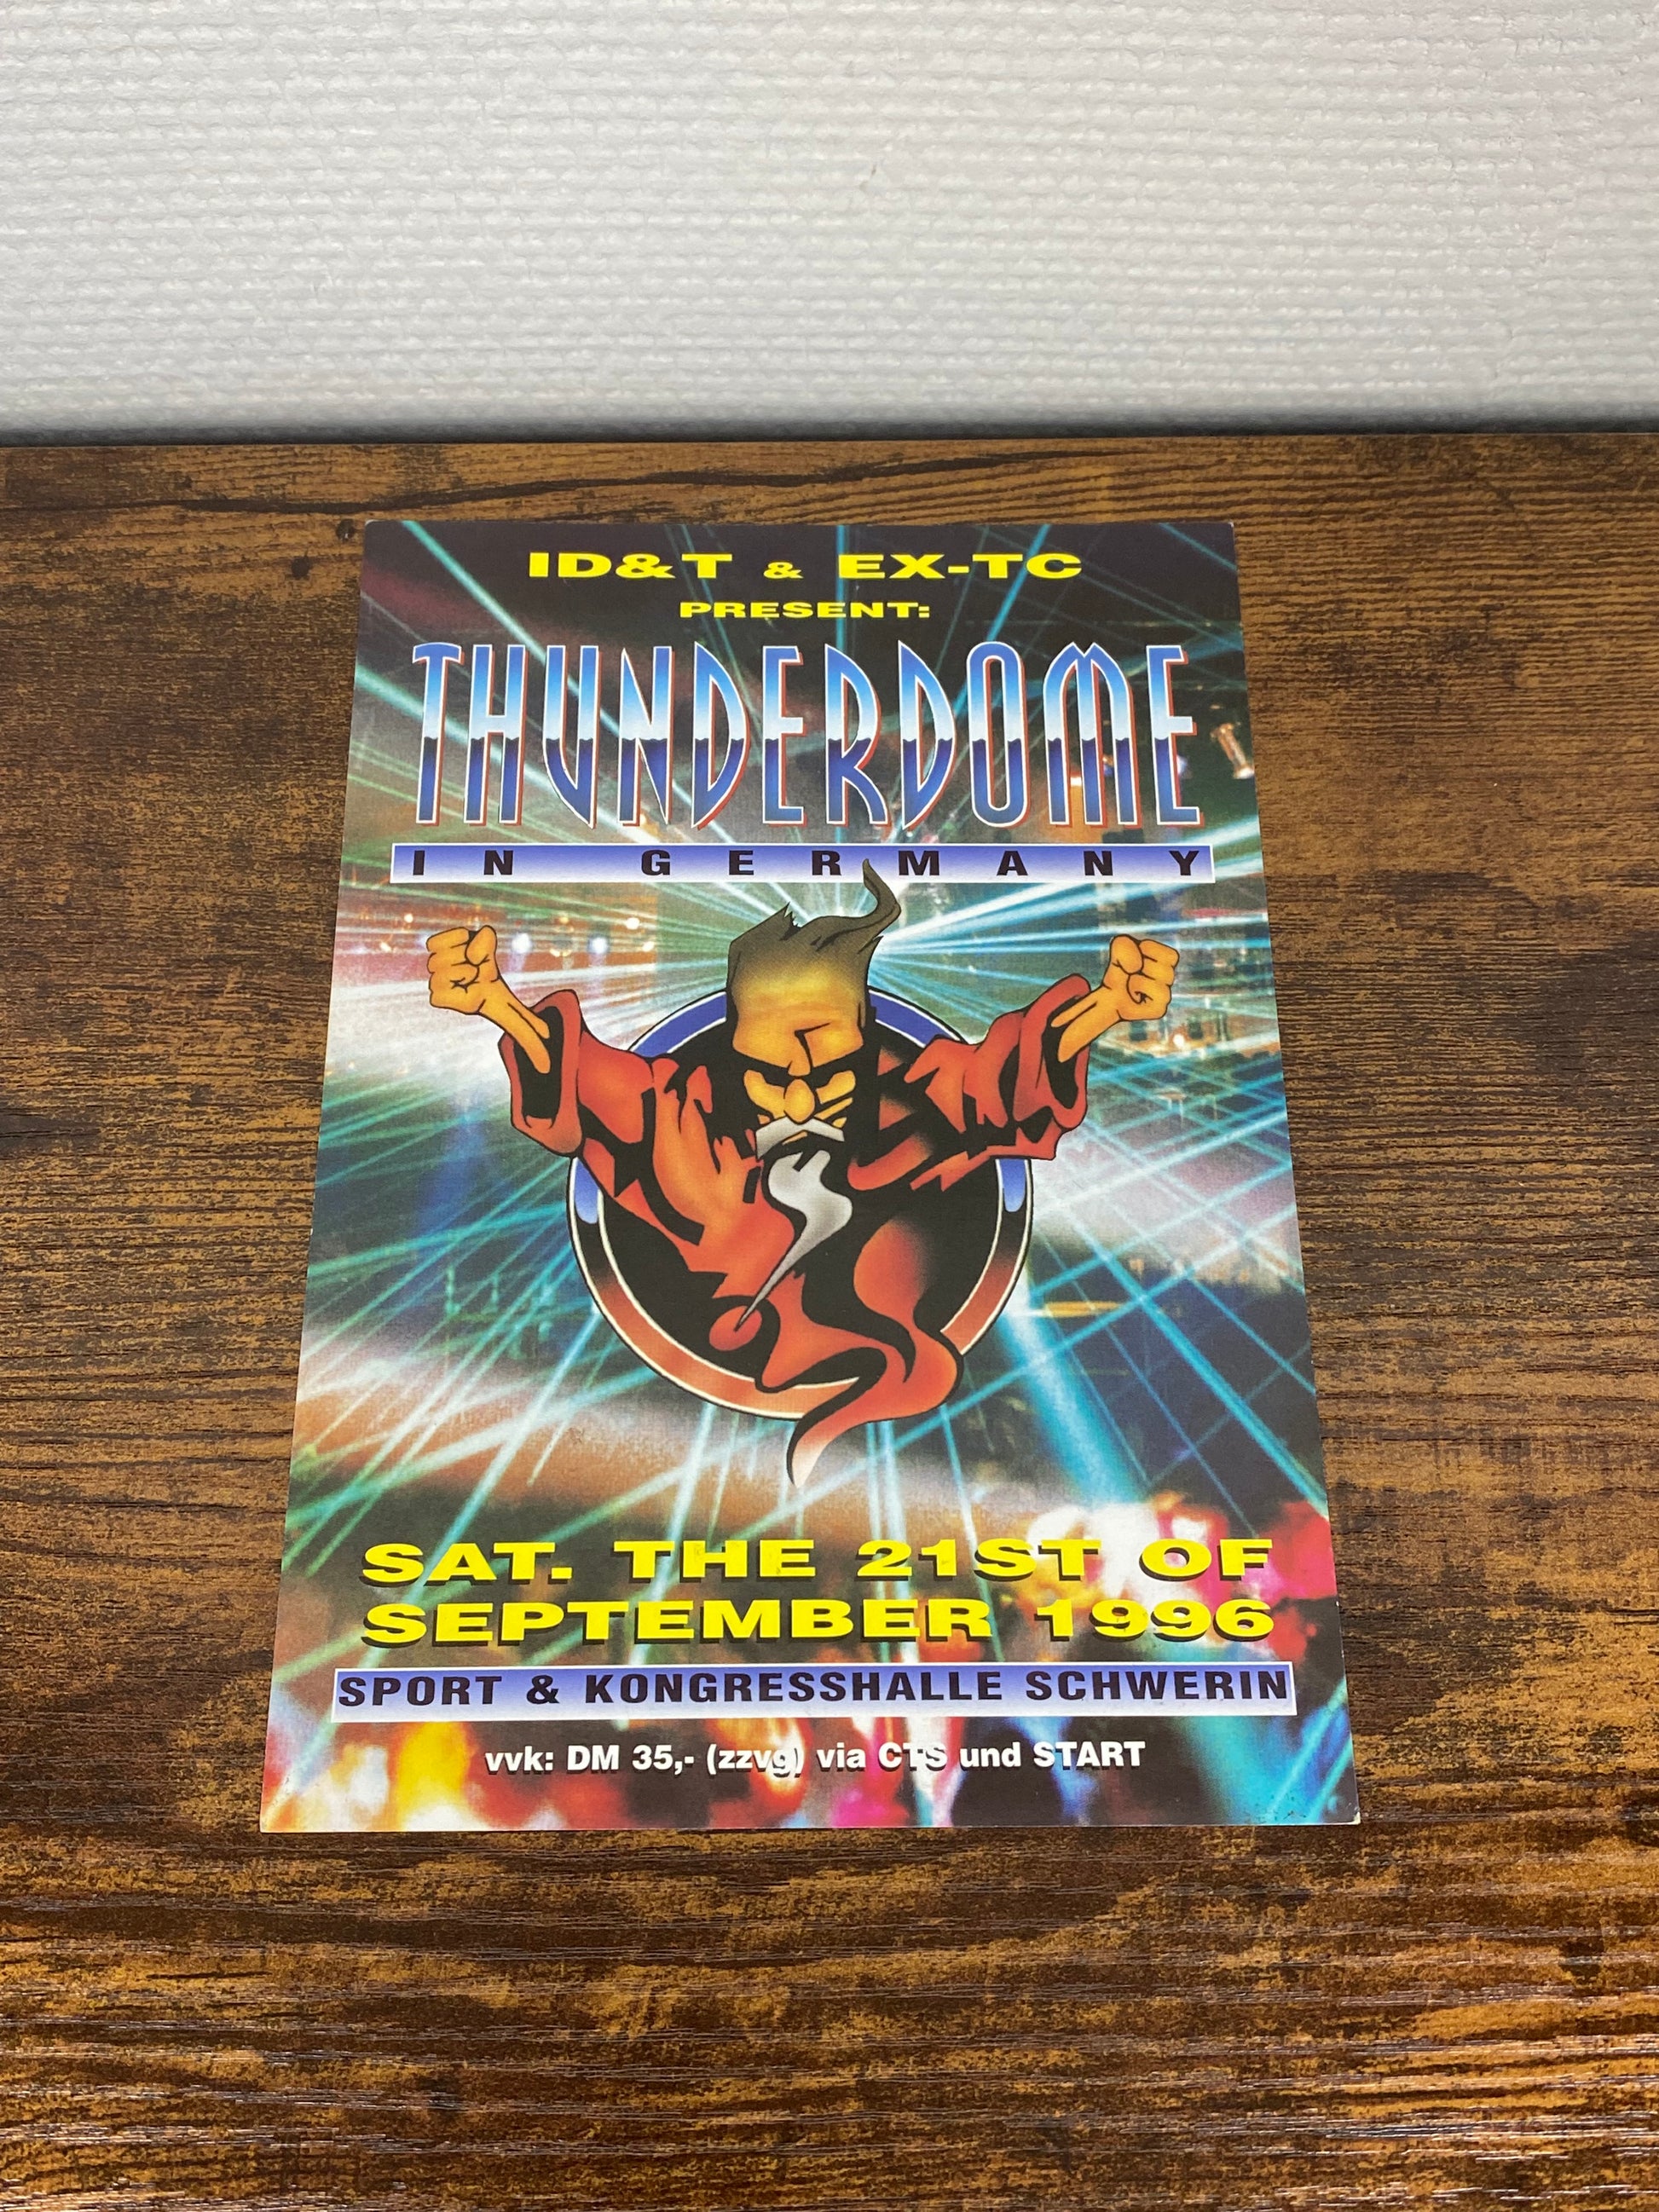 ID&T & EX-TC
PRESENT:
THUNDERDOME
IN GERMANY
SAT. THE 21ST OF
SEPTEMBER 1996
SPORT & KONGRESSHALLE SCHWERIN
vvk: DM 35,- (zzvg) via CTS und START